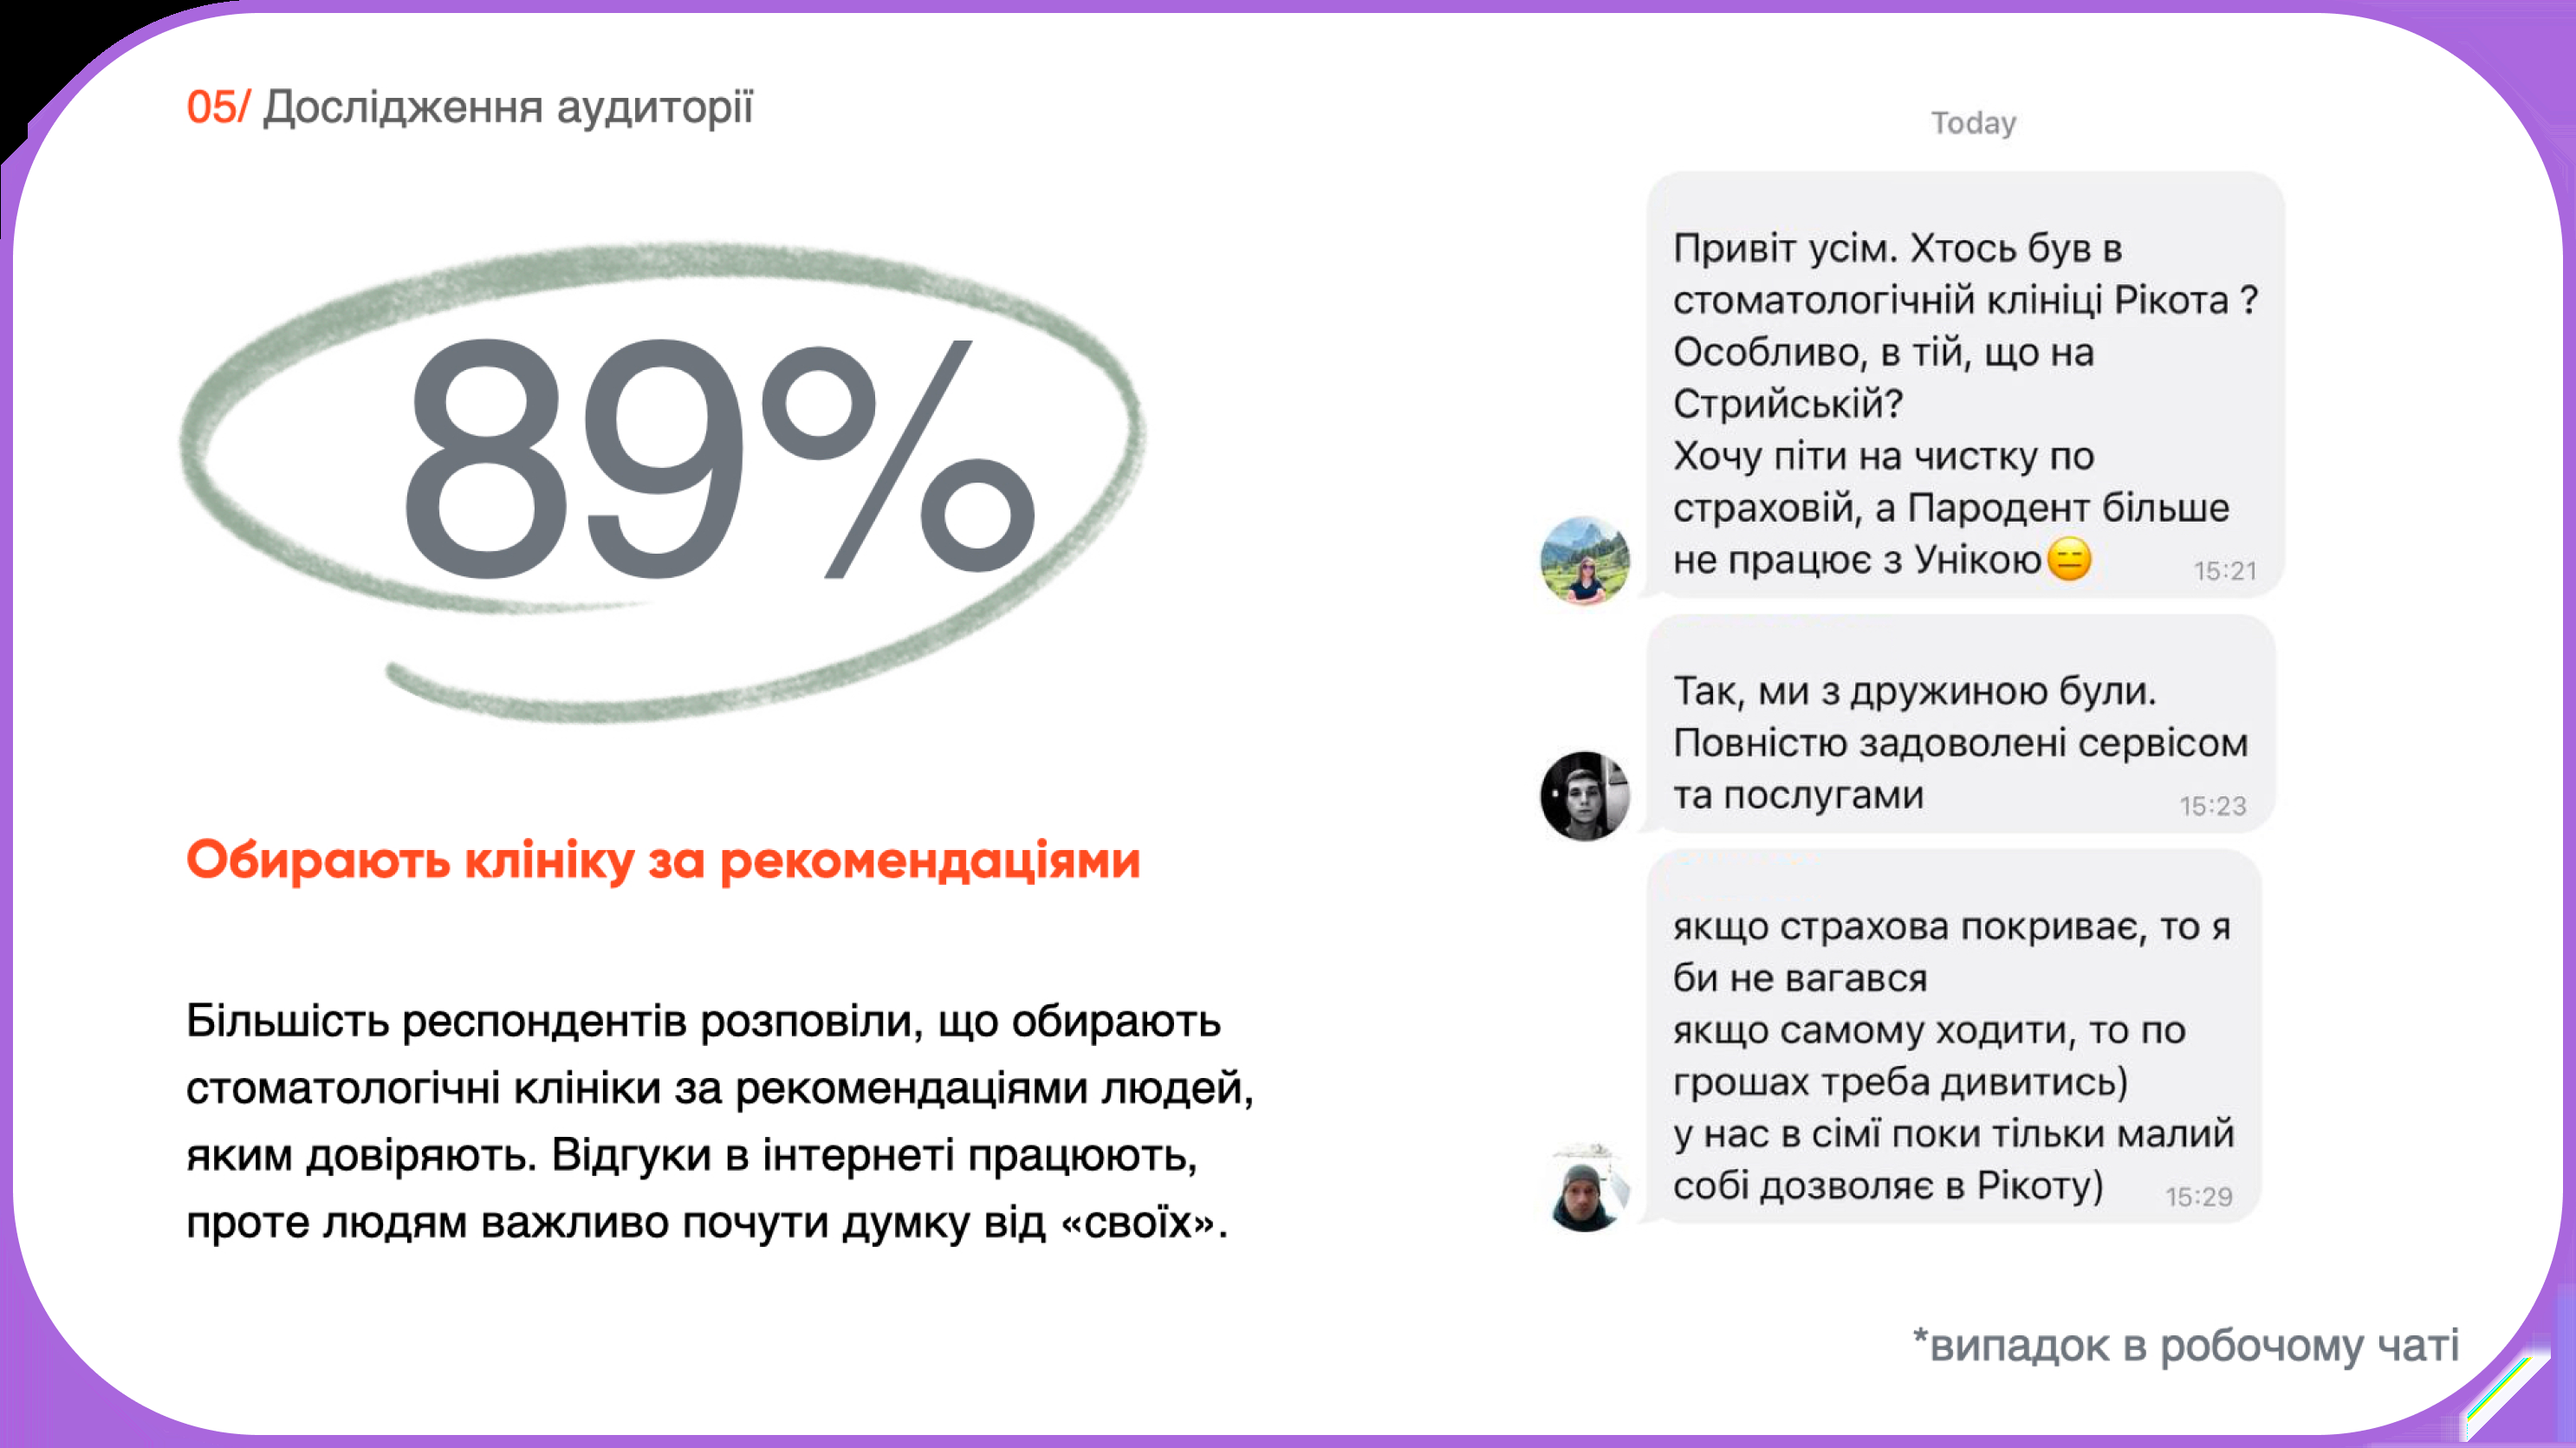 05/ Дослідження аудиторії
89%
Обирають клініку за рекомендаціями
Більшість респондентів розповіли, що обирають
стоматологічні клініки за рекомендаціями людей,
яким довіряють. Відгуки в інтернеті працюють,
проте людям важливо почути думку від «своїх».
Today
Привіт усім. Хтось був в
стоматологічній клініці Рікота ?
Особливо, в тій, що на
Стрийській?
Хочу піти на чистку по
страховій, а Пародент більше
не працює з Унікою😑
15:21
Так, ми з дружиною були.
Повністю задоволені сервісом
та послугами
15:23
якщо страхова покриває, то я
би не вагався
якщо самому ходити, то по
грошах треба дивитись)
у нас в сімї поки тільки малий
собі дозволяє в Рікоту)
15:29
*випадок в робочому чаті